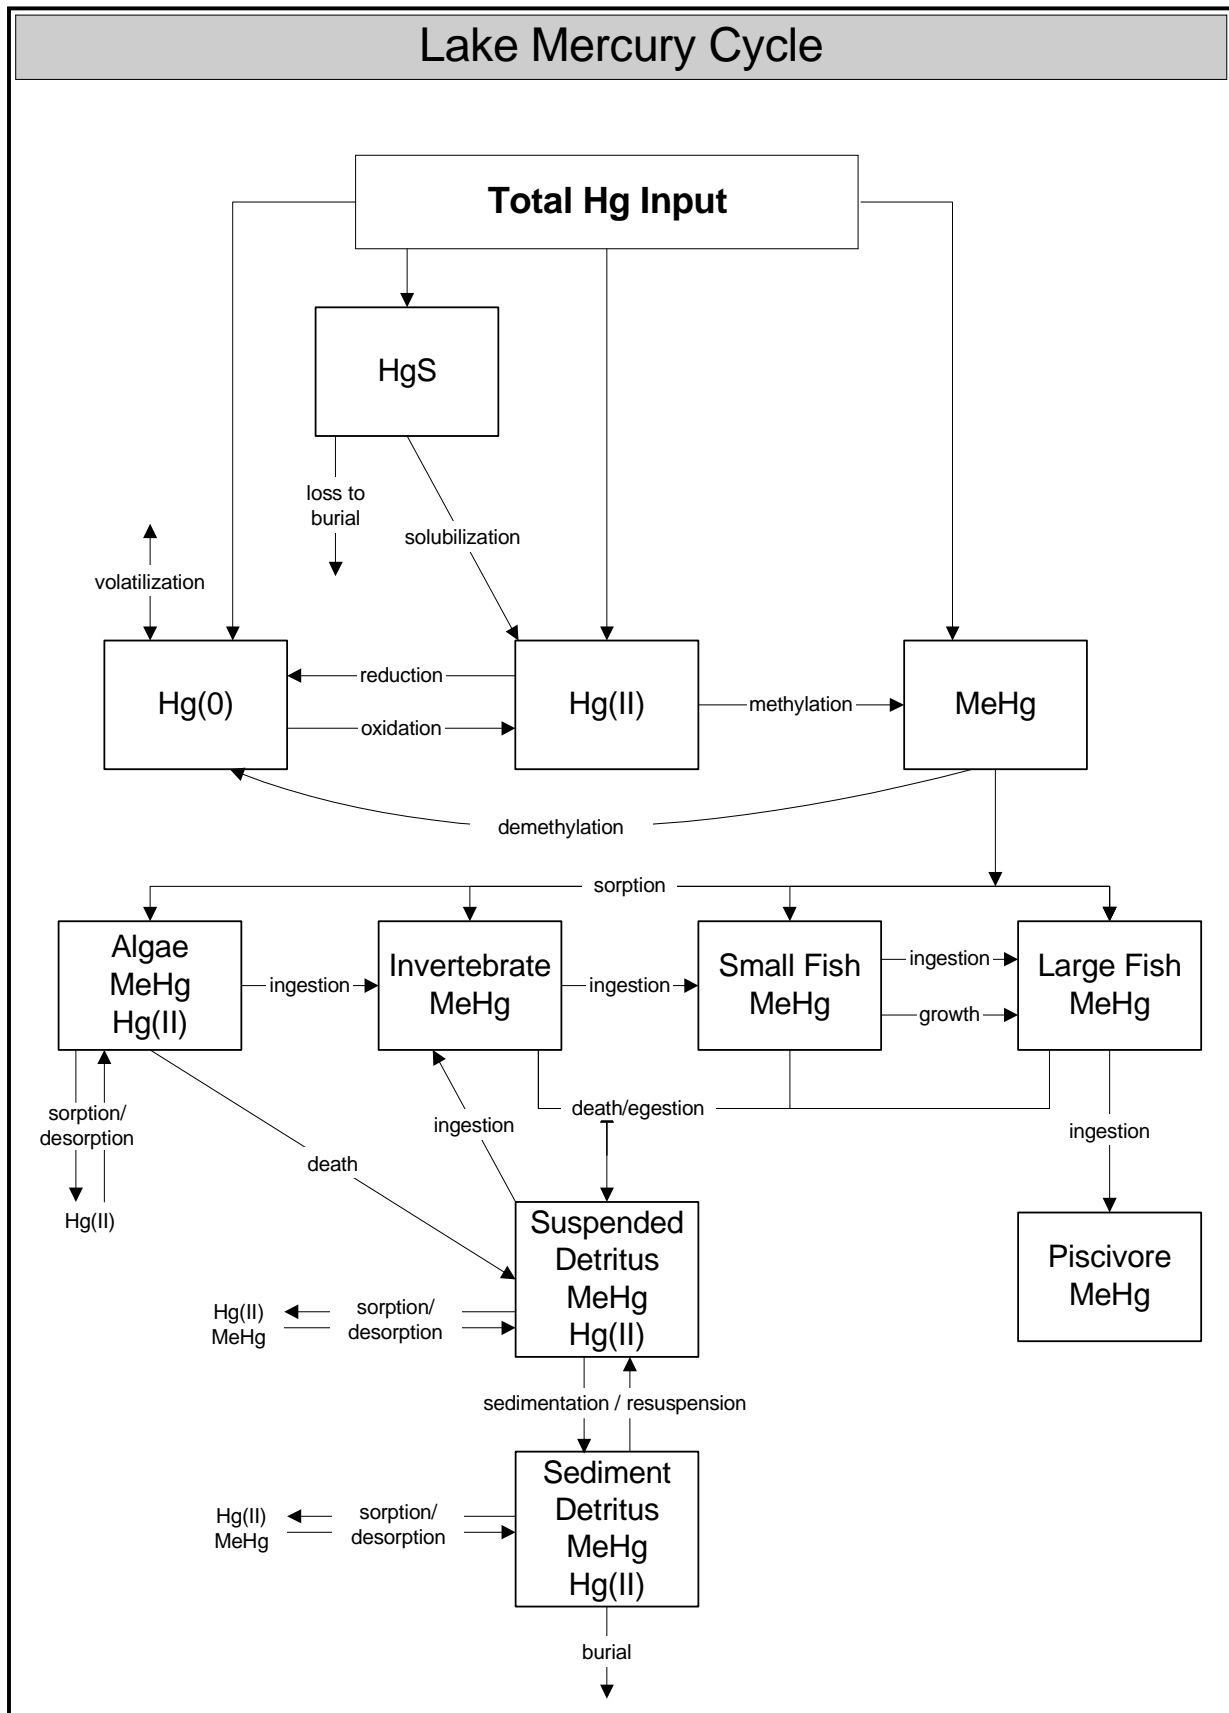 Lake Mercury Cycle
Total Hg Input
HgS
loss to
burial
solubilization
volatilization
Hg(0)
reduction
oxidation
Hg(II)
methylation
MeHg
demethylation
sorption
Algae
MeHg
Hg(II)
ingestion
Invertebrate
MeHg
ingestion
Small Fish
MeHg
ingestion
growth
Large Fish
MeHg
sorption/
desorption
Hg(II)
death
ingestion
death/egestion
ingestion
Suspended
Detritus
MeHg
Hg(II)
Piscivore
MeHg
Hg(II)
MeHg
sorption/
desorption
sedimentation / resuspension
Sediment
Detritus
MeHg
Hg(II)
Hg(II)
MeHg
sorption/
desorption
burial